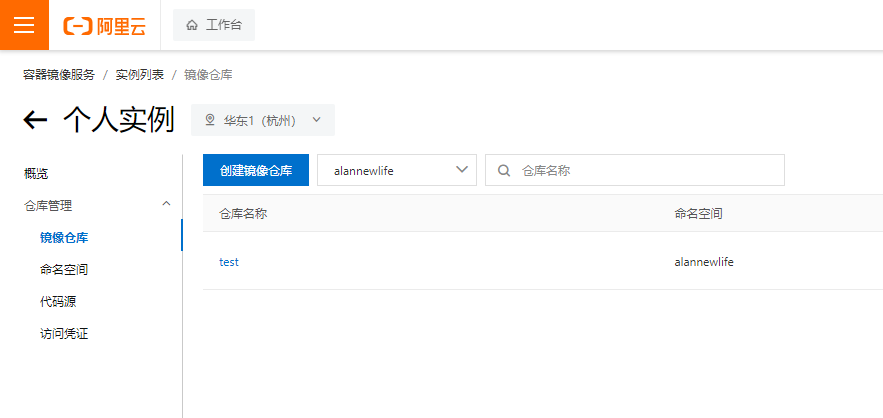 阿里云 工作台
容器镜像服务 / 实例列表 / 镜像仓库
个人实例 华东1（杭州）
概览
仓库管理
镜像仓库
命名空间
代码源
访问凭证
创建镜像仓库 alannewlife 仓库名称
仓库名称 命名空间
test alannewlife